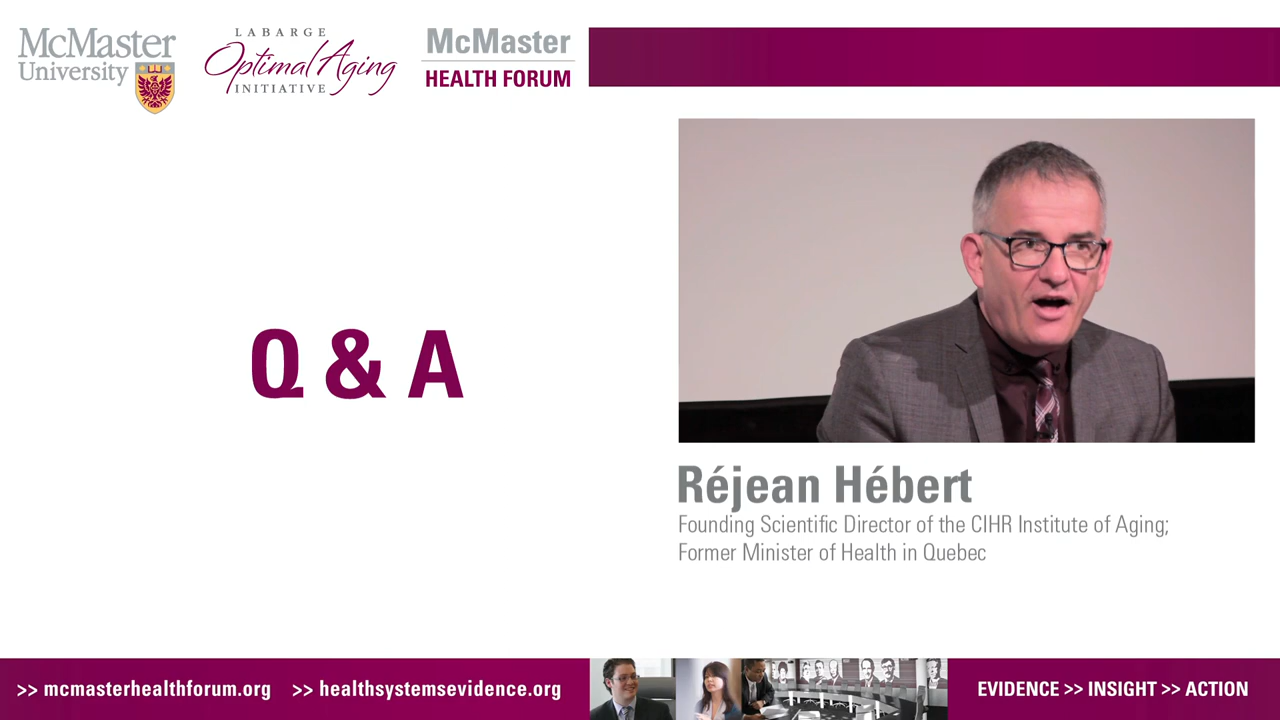 McMaster
University
LABARGE
Optimal Aging
INITIATIVE
McMaster
HEALTH FORUM
Q & A
Réjean Hébert
Founding Scientific Director of the CIHR Institute of Aging;
Former Minister of Health in Quebec
>> mcmasterhealthforum.org >> healthsystemsevidence.org
EVIDENCE >> INSIGHT >> ACTION